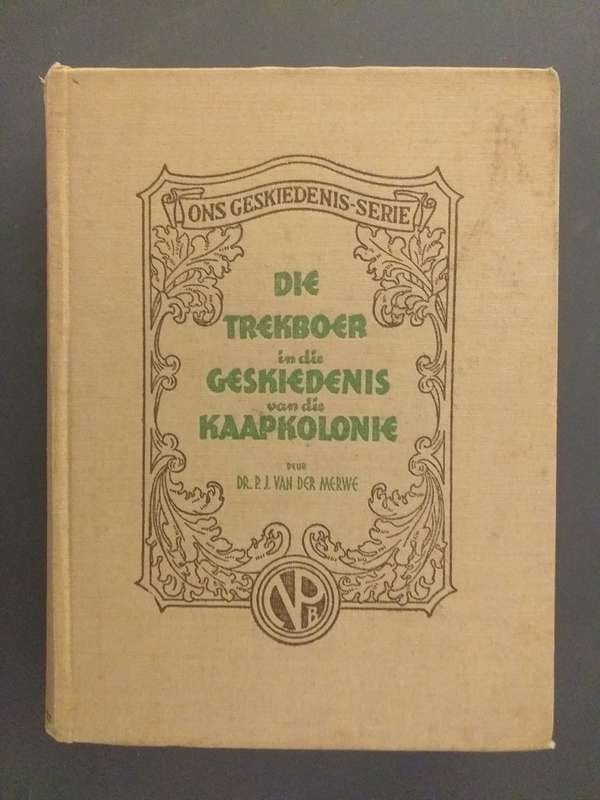 ONS GESKIEDENIS-SERIE
DIE
TREKBOER
in die
GESKIEDENIS
van die
KAAPKOLONIE
DEUR
DR. P. J. VAN DER MERWE
NPB